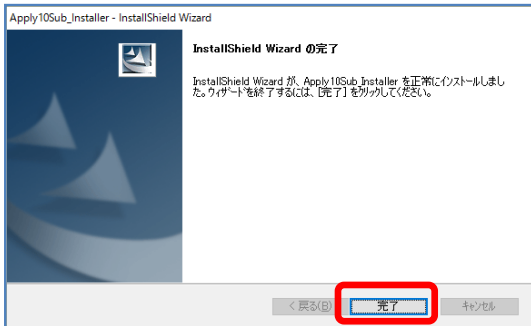 Apply10Sub_Installer - InstallShield Wizard
InstallShield Wizard の完了
InstallShield Wizard が、Apply10Sub_Installer を正常にインストールしまし
た。ウィザードを終了するには、[完了] をクリックしてください。
< 戻る(B)
完了
キャンセル